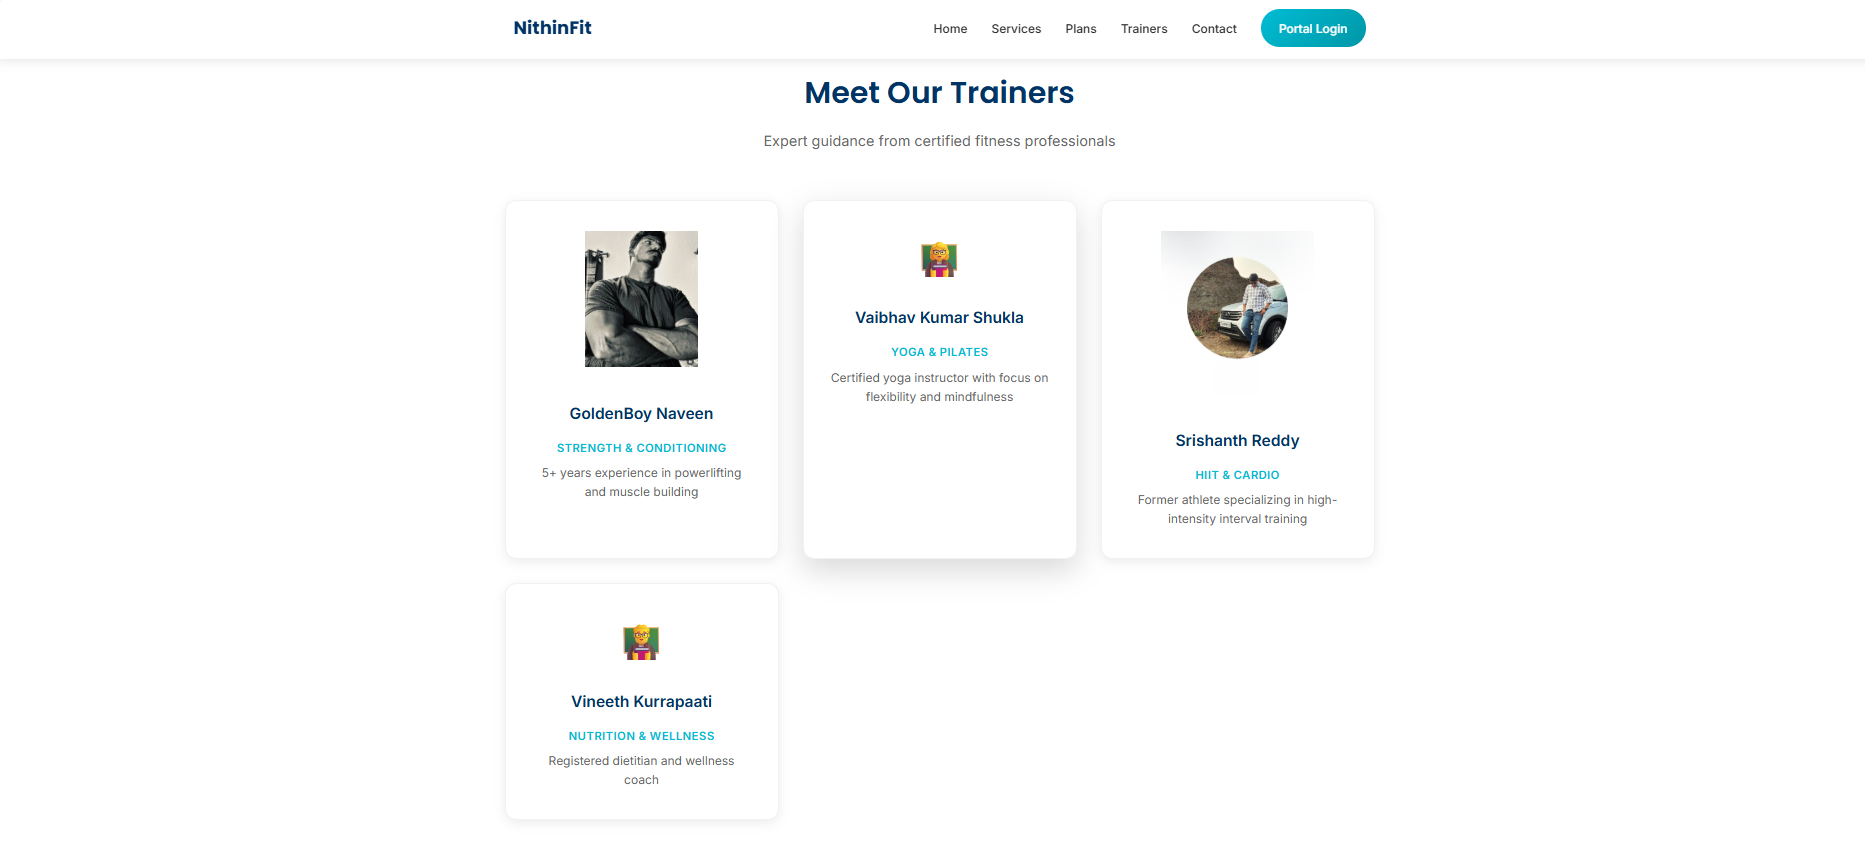 NithinFit
Home
Services
Plans
Trainers
Contact
Portal Login
Meet Our Trainers
Expert guidance from certified fitness professionals
GoldenBoy Naveen
STRENGTH & CONDITIONING
5+ years experience in powerlifting
and muscle building
Vaibhav Kumar Shukla
YOGA & PILATES
Certified yoga instructor with focus on
flexibility and mindfulness
Srishanth Reddy
HIIT & CARDIO
Former athlete specializing in high-
intensity interval training
Vineeth Kurrapaati
NUTRITION & WELLNESS
Registered dietitian and wellness
coach